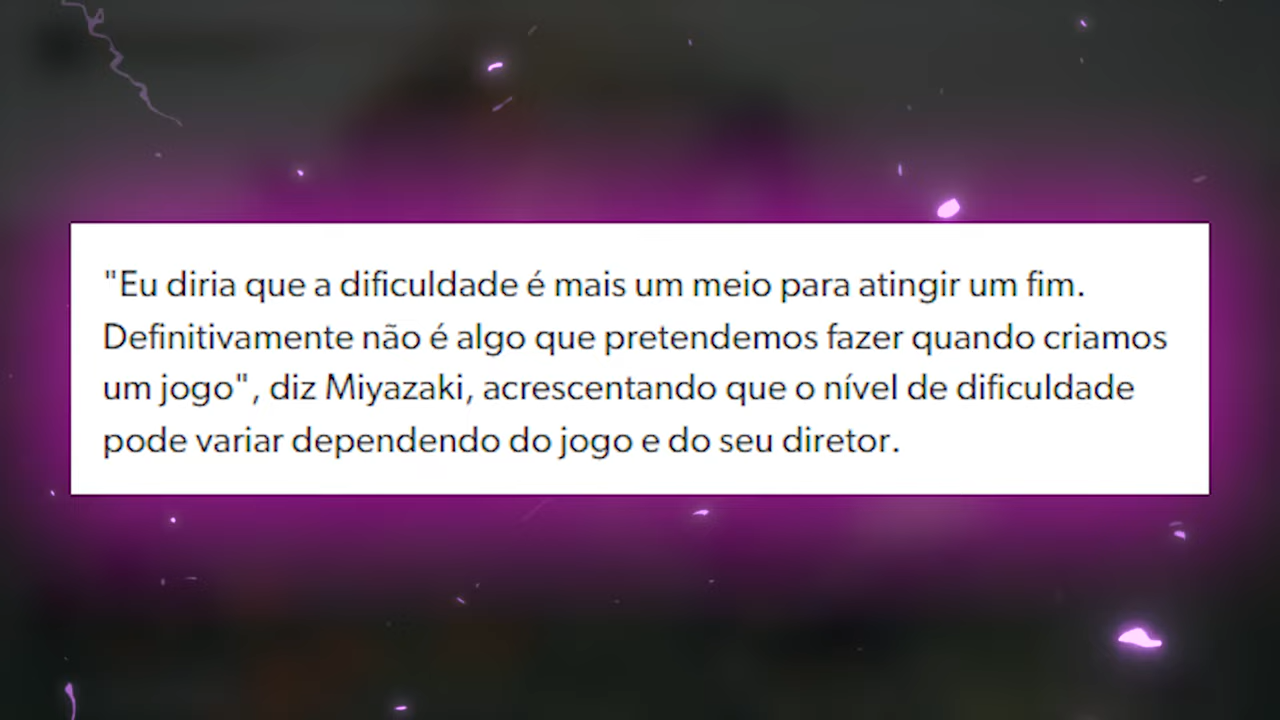 "Eu diria que a dificuldade é mais um meio para atingir um fim.
Definitivamente não é algo que pretendemos fazer quando criamos
um jogo", diz Miyazaki, acrescentando que o nível de dificuldade
pode variar dependendo do jogo e do seu diretor.